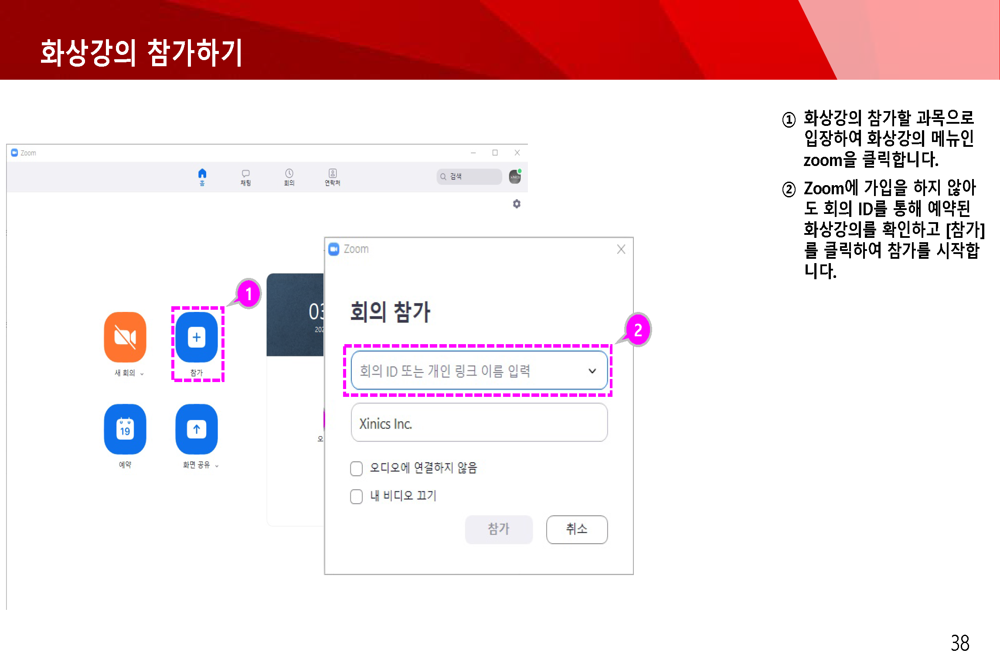 화상강의 참가하기
① 화상강의 참가할 과목으로
입장하여 화상강의 메뉴인
zoom을 클릭합니다.
② Zoom에 가입을 하지 않아
도 회의 ID를 통해 예약된
화상강의를 확인하고 [참가]
를 클릭하여 참가를 시작합
니다.
Zoom
홈 채팅 회의 연락처
검색
XINICS
1
새 회의 참가
19
예약 화면 공유
Zoom
회의 참가
2
회의 ID 또는 개인 링크 이름 입력
Xinics Inc.
오디오에 연결하지 않음
내 비디오 끄기
참가 취소
38